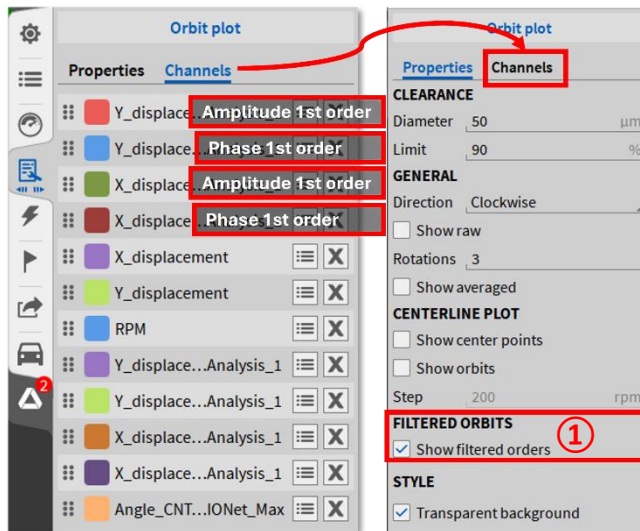 Orbit plot
Properties Channels
Y_displace...
Amplitude 1st order
Y_displace...
Phase 1st order
X_displace...
Amplitude 1st order
X_displace...
Phase 1st order
X_displacement
Y_displacement
RPM
Y_displace...Analysis_1
Y_displace...Analysis_1
X_displace...Analysis_1
X_displace...Analysis_1
Angle_CNT...IONet_Max
2
Orbit plot
Properties Channels
CLEARANCE
Diameter 50 μm
Limit 90 %
GENERAL
Direction Clockwise
Show raw
Rotations 3
Show averaged
CENTERLINE PLOT
Show center points
Show orbits
Step 200 rpm
FILTERED ORBITS
Show filtered orders
①
STYLE
Transparent background